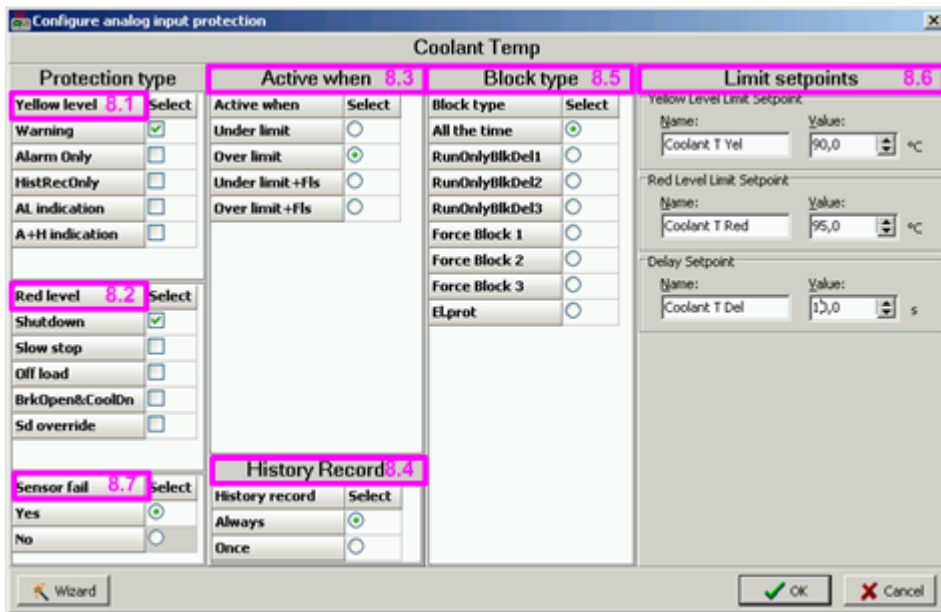 Configure analog input protection
Coolant Temp
Protection type
Yellow level 8.1 Select
Warning
Alarm Only
HistRecOnly
AL indication
A+H indication
Red level 8.2 Select
Shutdown
Slow stop
Off load
BrkOpen&CoolDn
Sd override
Sensor fail 8.7 Select
Yes
No
Active when 8.3
Active when Select
Under limit
Over limit
Under limit+Fls
Over limit+Fls
History Record 8.4
History record Select
Always
Once
Block type 8.5
Block type Select
All the time
RunOnlyBlkDel1
RunOnlyBlkDel2
RunOnlyBlkDel3
Force Block 1
Force Block 2
Force Block 3
El.prot
Limit setpoints 8.6
Yellow Level Limit Setpoint
Name: Value:
Coolant T Yel 90,0 °C
Red Level Limit Setpoint
Name: Value:
Coolant T Red 95,0 °C
Delay Setpoint
Name: Value:
Coolant T Del s
Wizard OK Cancel